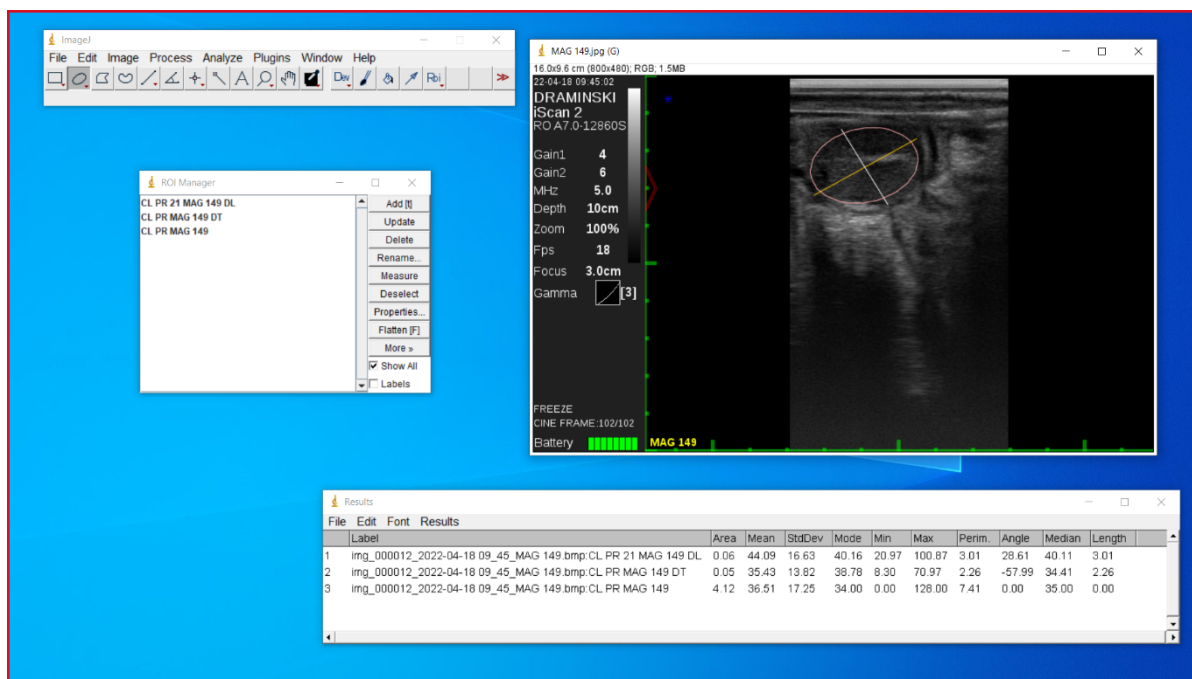 ImageJ
File Edit Image Process Analyze Plugins Window Help
Dev Rbi
ROI Manager
CL PR 21 MAG 149 DL
CL PR MAG 149 DT
CL PR MAG 149
Add [t]
Update
Delete
Rename...
Measure
Deselect
Properties...
Flatten [F]
More »
Show All
Labels
MAG 149.jpg (G)
16.0x9.6 cm (800x480); RGB; 1.5MB
22-04-18 09:45:02
DRAMINSKI
iScan 2
RO A7.0-12860S
Gain1 4
Gain2 6
MHz 5.0
Depth 10cm
Zoom 100%
Fps 18
Focus 3.0cm
Gamma [3]
FREEZE
CINE FRAME:102/102
Battery
MAG 149
Results
File Edit Font Results
Label Area Mean StdDev Mode Min Max Perim. Angle Median Length
1 img_000012_2022-04-18 09_45_MAG 149.bmp:CL PR 21 MAG 149 DL 0.06 44.09 16.63 40.16 20.97 100.87 3.01 28.61 40.11 3.01
2 img_000012_2022-04-18 09_45_MAG 149.bmp:CL PR MAG 149 DT 0.05 35.43 13.82 38.78 8.30 70.97 2.26 -57.99 34.41 2.26
3 img_000012_2022-04-18 09_45_MAG 149.bmp:CL PR MAG 149 4.12 36.51 17.25 34.00 0.00 128.00 7.41 0.00 35.00 0.00